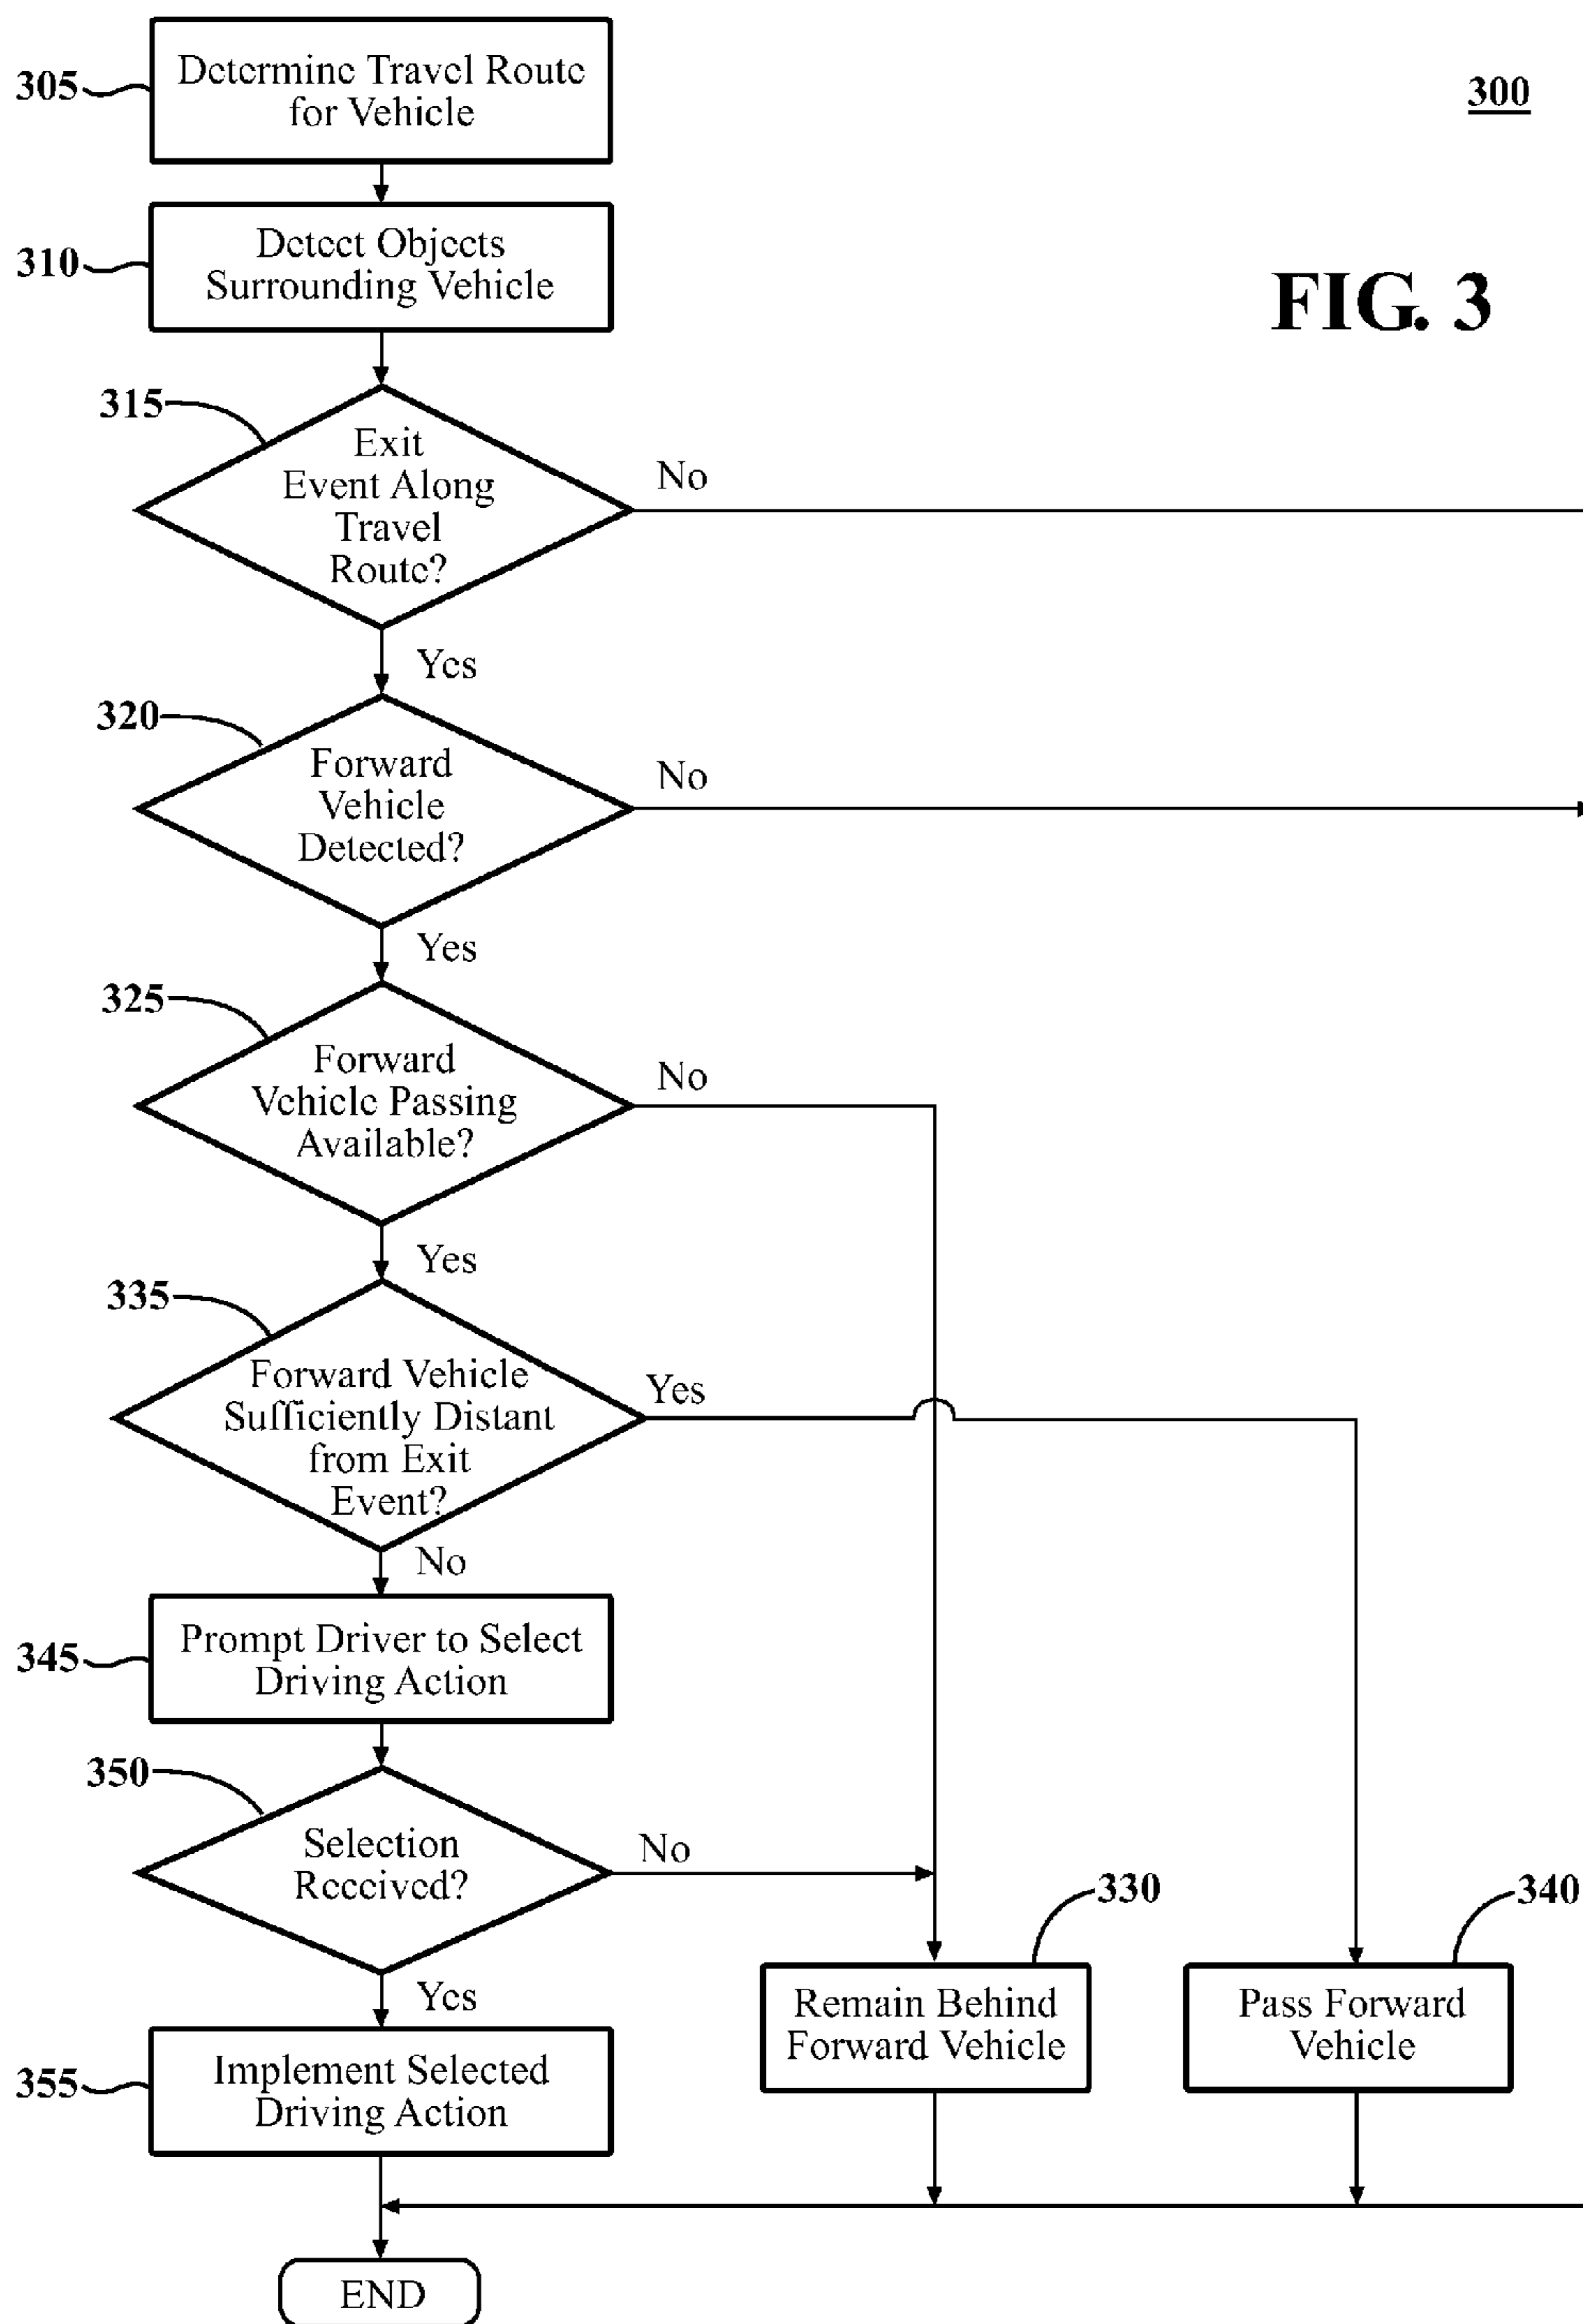 305
Determine Travel Route
for Vehicle
300
310
Detect Objects
Surrounding Vehicle
FIG. 3
315
Exit
Event Along
Travel
Route?
No
Yes
320
Forward
Vehicle
Detected?
No
Yes
325
Forward
Vehicle Passing
Available?
No
Yes
335
Forward Vehicle
Sufficiently Distant
from Exit
Event?
Yes
No
345
Prompt Driver to Select
Driving Action
350
Selection
Received?
No
Yes
330
Remain Behind
Forward Vehicle
340
Pass Forward
Vehicle
355
Implement Selected
Driving Action
END